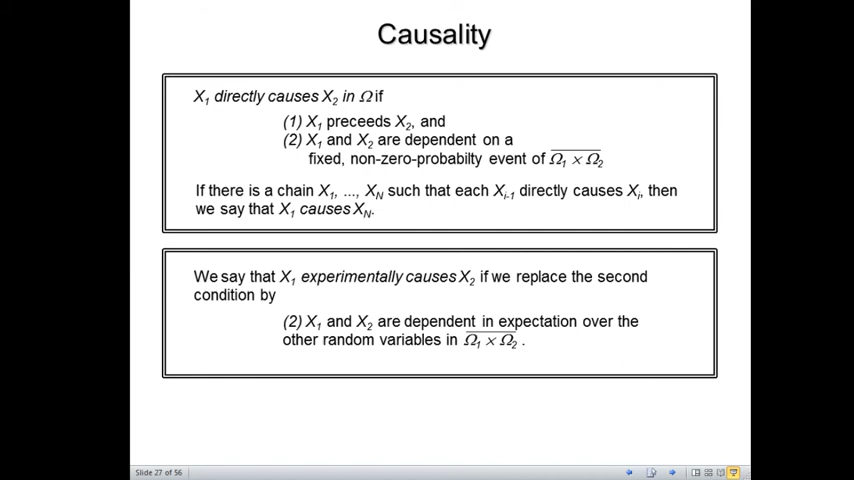 Causality
X1 directly causes X2 in Ω if
(1) X1 preceeds X2, and
(2) X1 and X2 are dependent on a
fixed, non-zero-probabilty event of Ω1 × Ω2
If there is a chain X1, ..., XN such that each Xi-1 directly causes Xi, then
we say that X1 causes XN.
We say that X1 experimentally causes X2 if we replace the second
condition by
(2) X1 and X2 are dependent in expectation over the
other random variables in Ω1 × Ω2 .
Slide 27 of 56